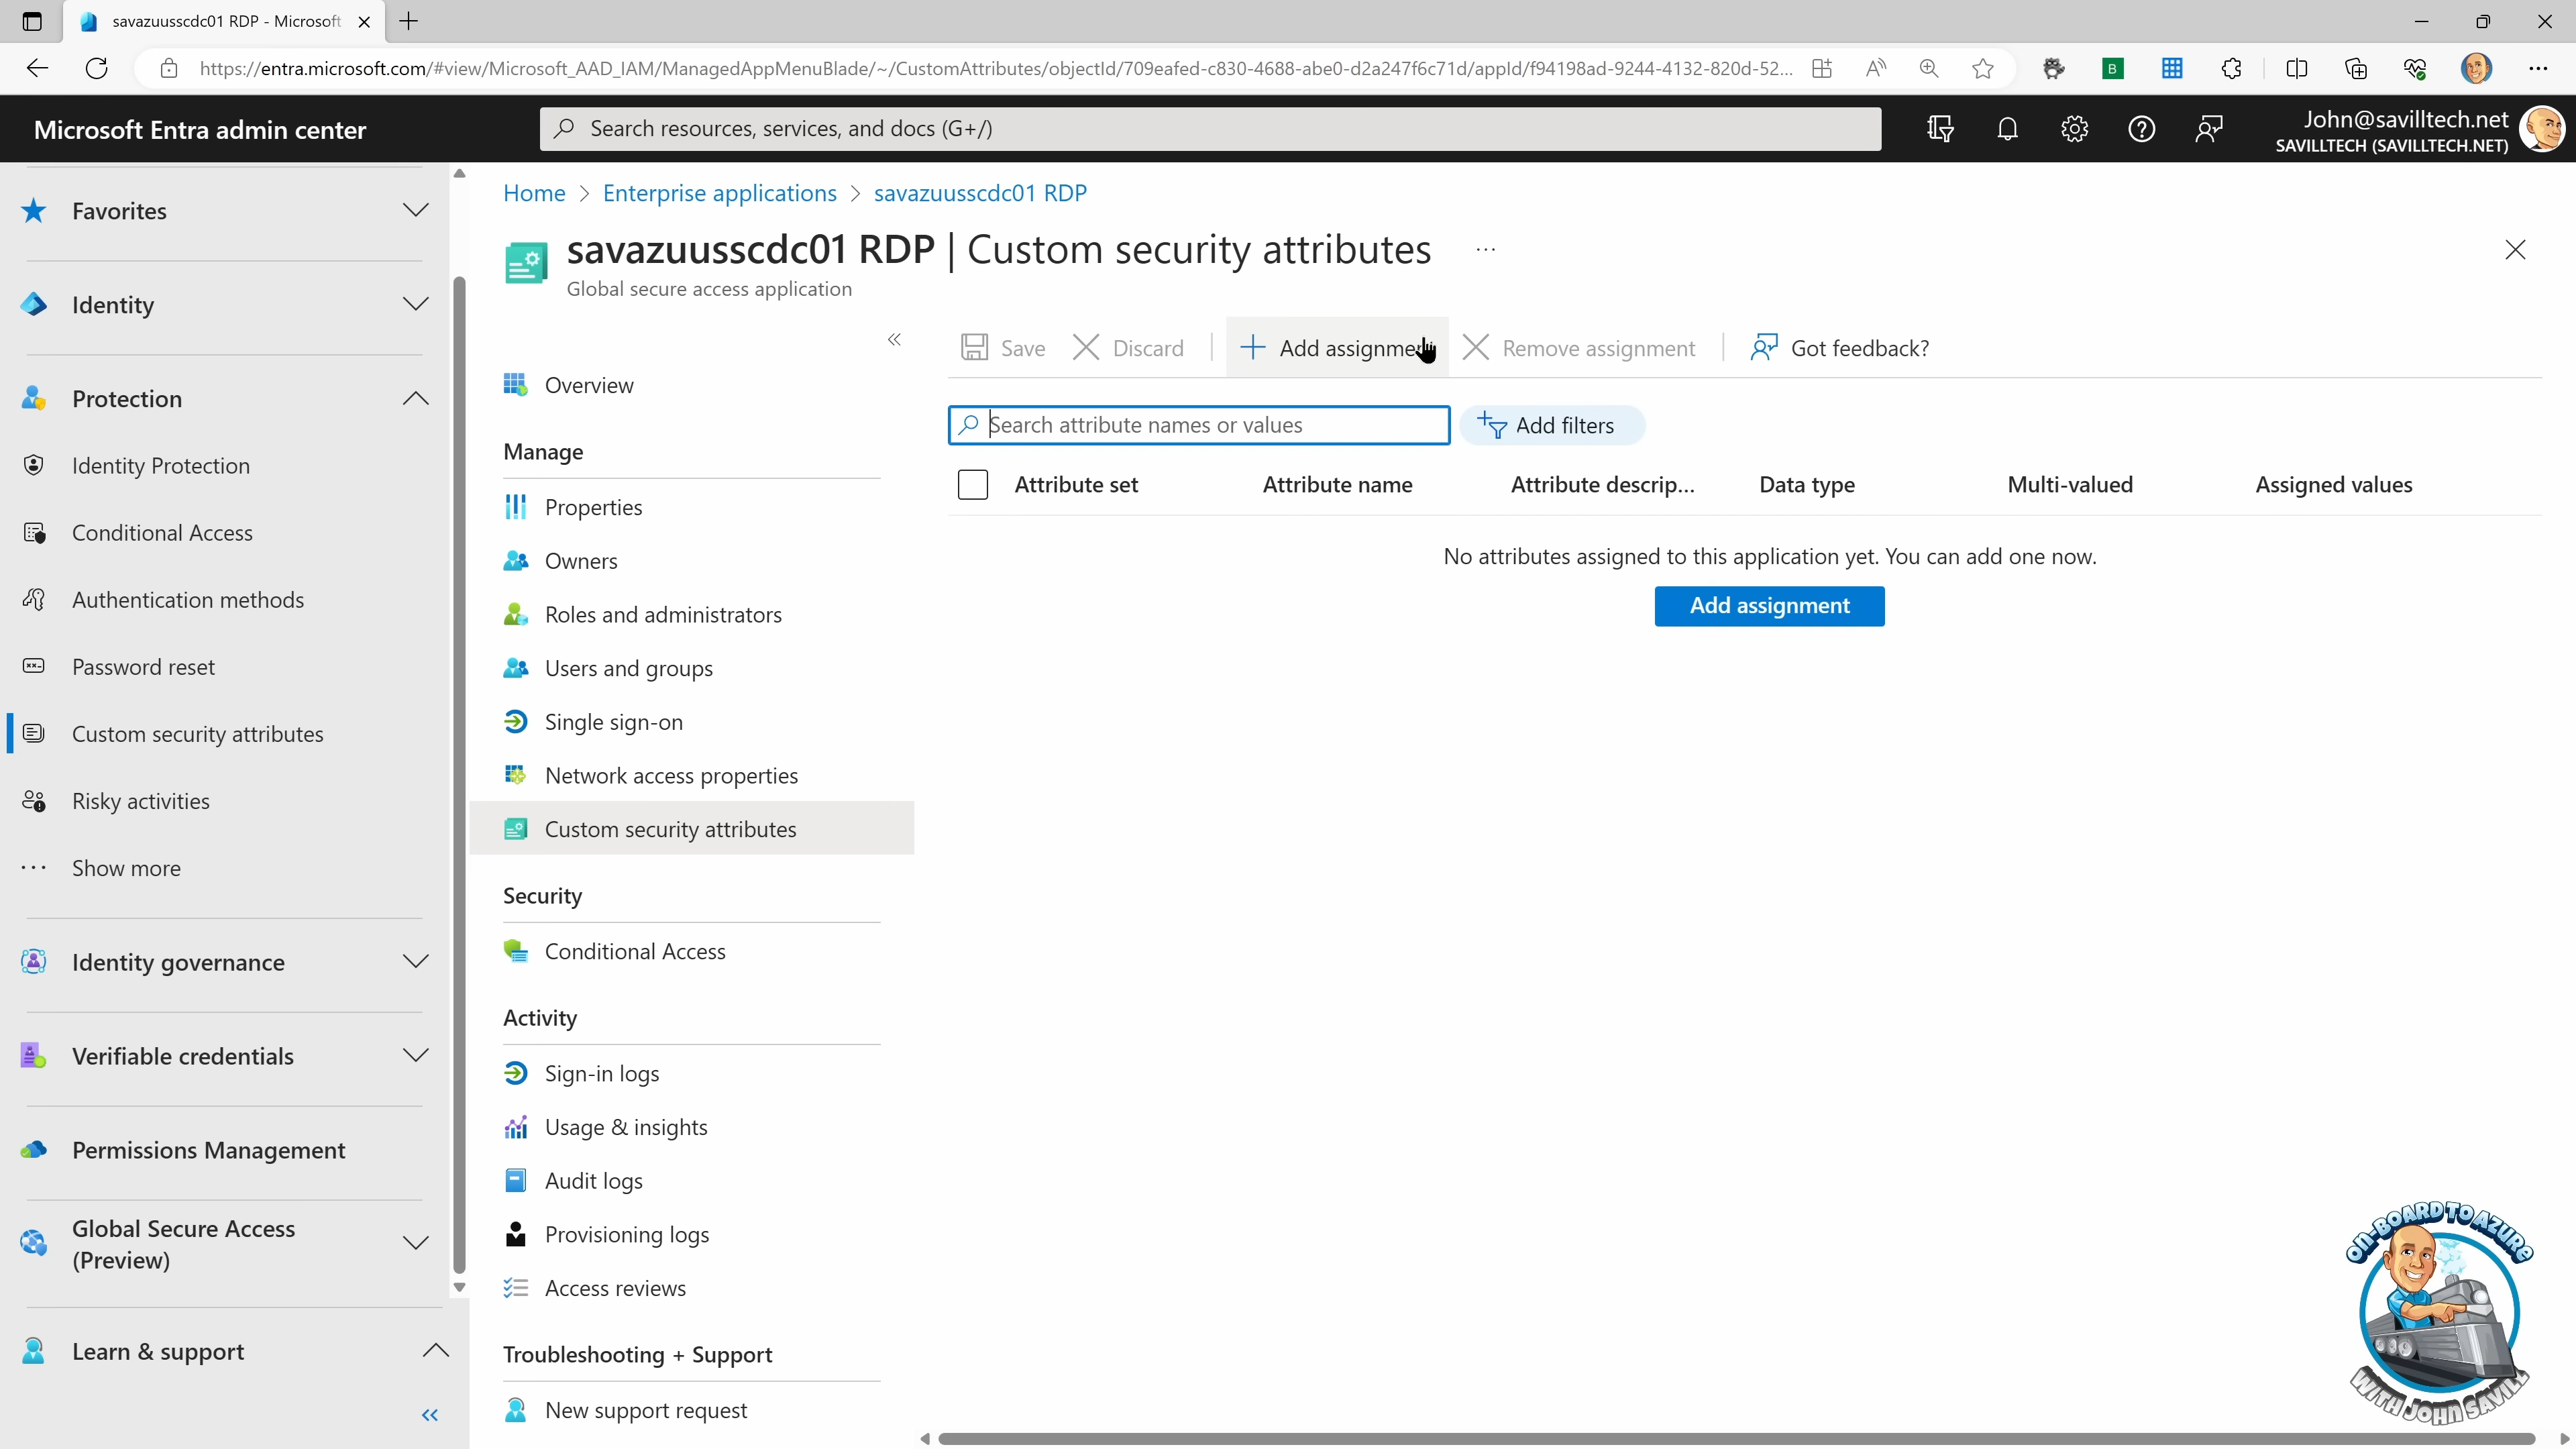 savazuusscdc01 RDP - Microsoft
https://entra.microsoft.com/#view/Microsoft_AAD_IAM/ManagedAppMenuBlade/~/CustomAttributes/objectId/709eafed-c830-4688-abe0-d2a247f6c71d/appId/f94198ad-9244-4132-820d-52...
B
Microsoft Entra admin center
Search resources, services, and docs (G+/)
John@savilltech.net
SAVILLTECH (SAVILLTECH.NET)
Favorites
Identity
Protection
Identity Protection
Conditional Access
Authentication methods
Password reset
Custom security attributes
Risky activities
Show more
Identity governance
Verifiable credentials
Permissions Management
Global Secure Access
(Preview)
Learn & support
Home > Enterprise applications > savazuusscdc01 RDP
savazuusscdc01 RDP | Custom security attributes ...
Global secure access application
Overview
Manage
Properties
Owners
Roles and administrators
Users and groups
Single sign-on
Network access properties
Custom security attributes
Security
Conditional Access
Activity
Sign-in logs
Usage & insights
Audit logs
Provisioning logs
Access reviews
Troubleshooting + Support
New support request
Save Discard Add assignment Remove assignment Got feedback?
Search attribute names or values Add filters
Attribute set Attribute name Attribute descrip... Data type Multi-valued Assigned values
No attributes assigned to this application yet. You can add one now.
Add assignment
ON-BOARD TO AZURE
WITH JOHN SAVILL